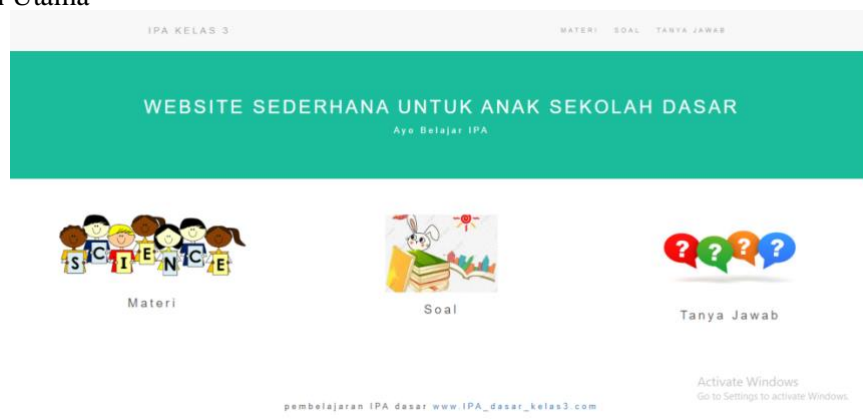 Utama
IPA KELAS 3
MATERI SOAL TANYA JAWAB
WEBSITE SEDERHANA UNTUK ANAK SEKOLAH DASAR
Ayo Belajar IPA
SCIENCE
? ? ? ?
Materi
Soal
Tanya Jawab
Activate Windows
Go to Settings to activate Windows.
pembelajaran IPA dasar www.IPA_dasar_kelas3.com